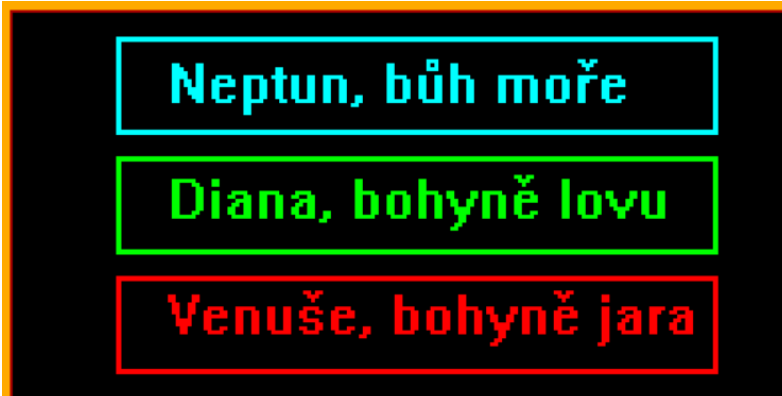 Neptun, bůh moře
Diana, bohyně lovu
Venuše, bohyně jara